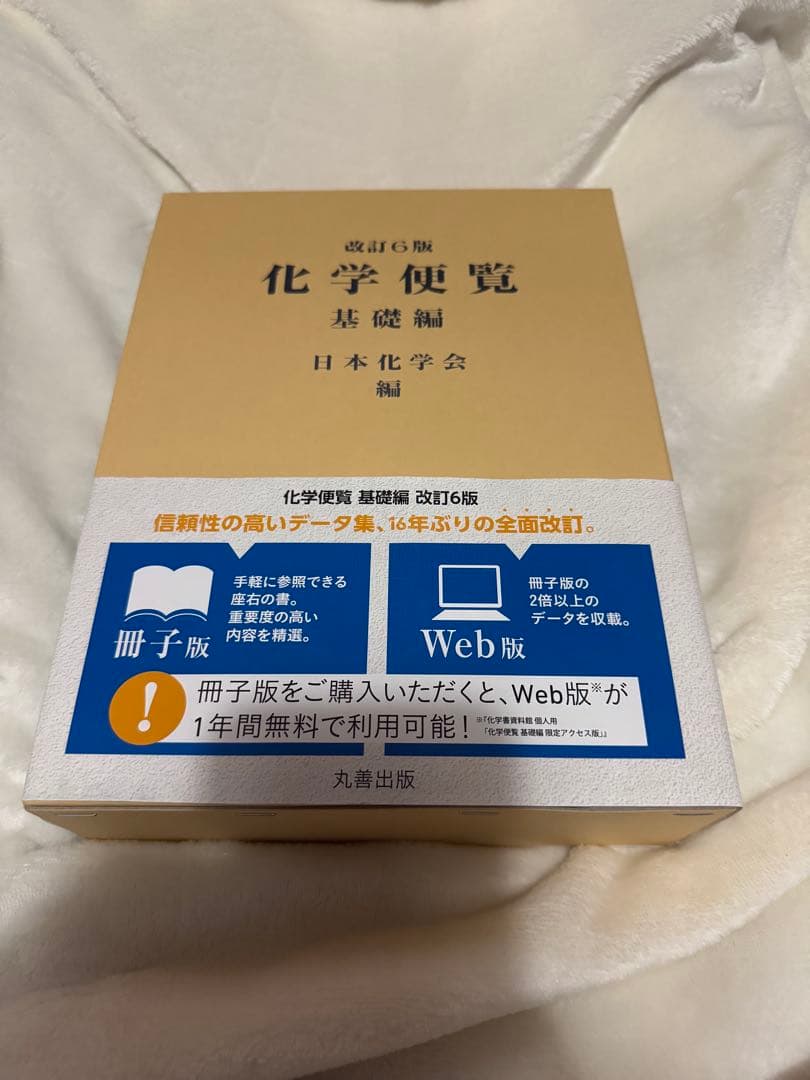 改訂6版
化学便覧
基礎編
日本化学会
編
化学便覧 基礎編 改訂6版
信頼性の高いデータ集、16年ぶりの全面改訂。
手軽に参照できる
座右の書。
重要度の高い
内容を精選。
冊子版
冊子版の
2倍以上の
データを収載。
Web版
!
冊子版をご購入いただくと、Web版※が
1年間無料で利用可能!
※『化学書資料館 個人用
「化学便覧 基礎編 限定アクセス版」』
丸善出版